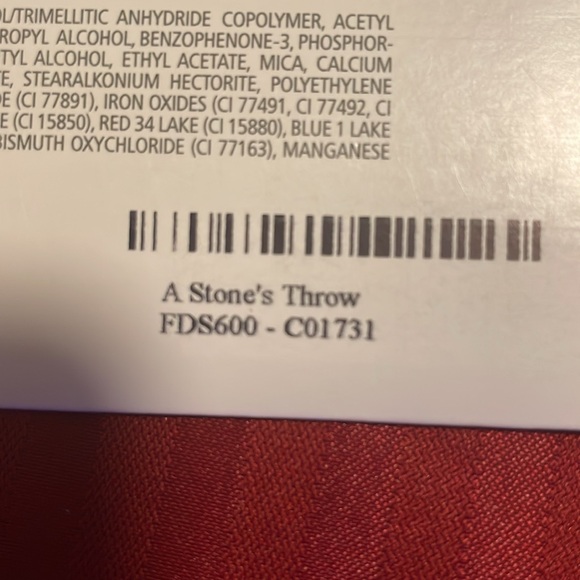 OL/TRIMELLITIC ANHYDRIDE COPOLYMER, ACETYL
ROPYL ALCOHOL, BENZOPHENONE-3, PHOSPHOR-
TYL ALCOHOL, ETHYL ACETATE, MICA, CALCIUM
E, STEARALKONIUM HECTORITE, POLYETHYLENE
E (CI 77891), IRON OXIDES (CI 77491, CI 77492, CI
E (CI 15850), RED 34 LAKE (CI 15880), BLUE 1 LAKE
BISMUTH OXYCHLORIDE (CI 77163), MANGANESE
A Stone's Throw
FDS600 - C01731